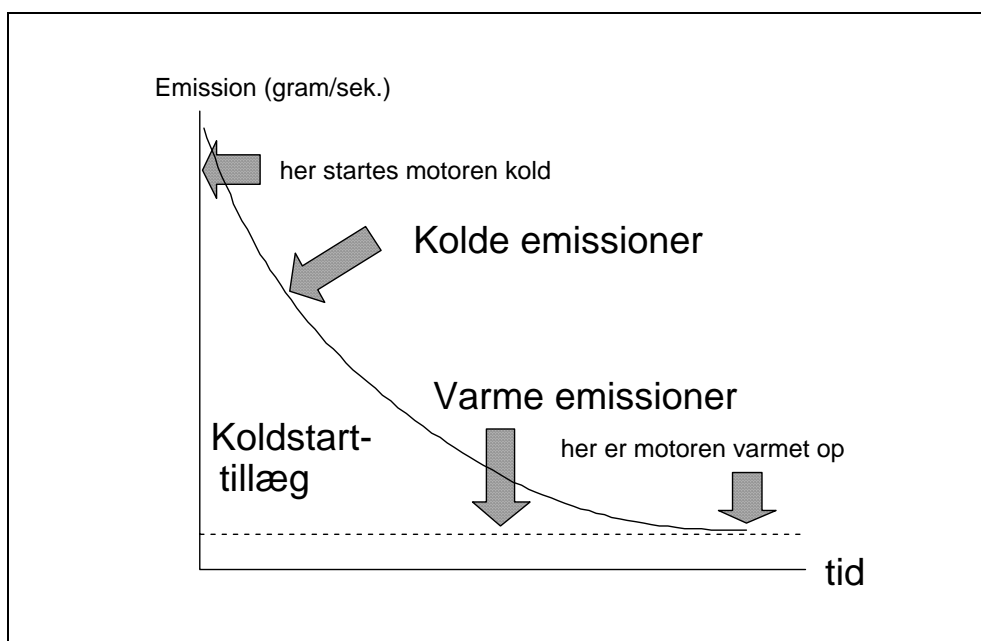 Emission (gram/sek.)
her startes motoren kold
Kolde emissioner
Varme emissioner
Koldstart-
tillæg
her er motoren varmet op
tid